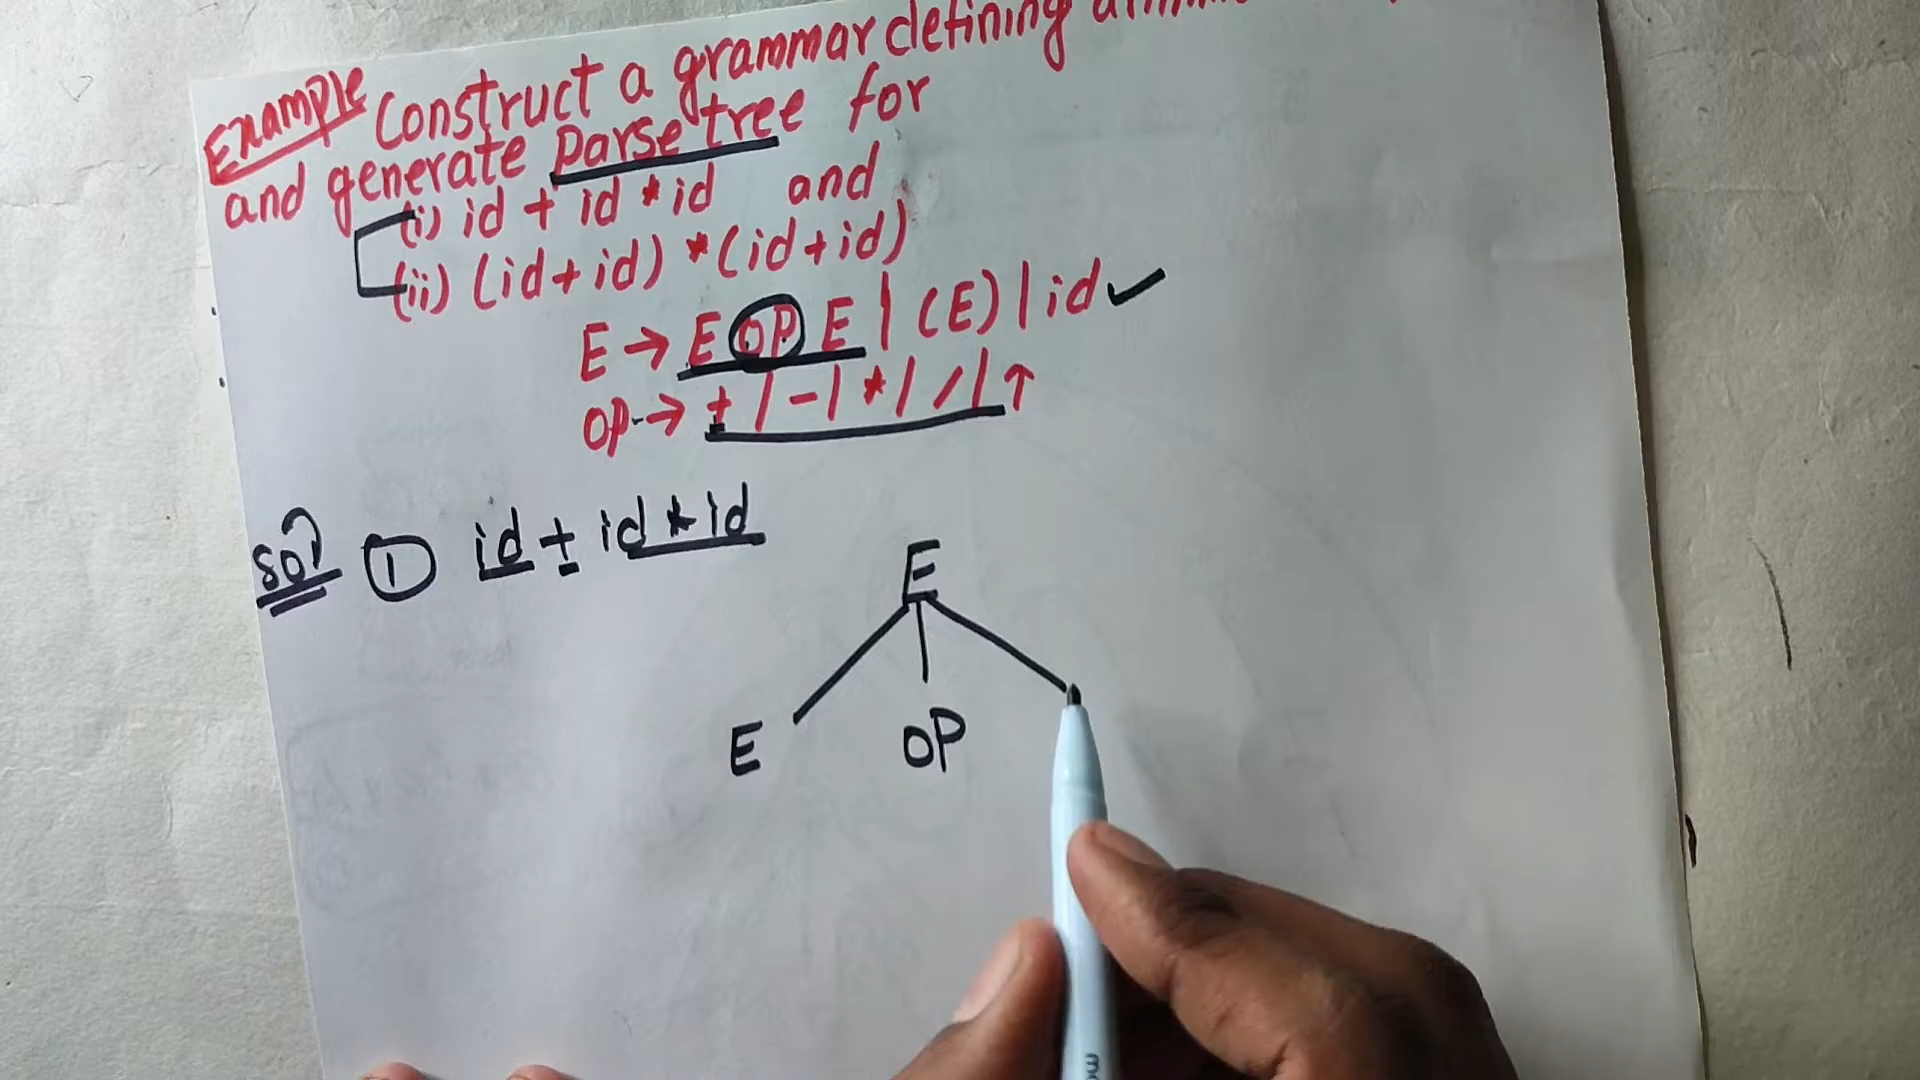 Example Construct a grammar defining
and generate Parse tree for
(i) id + id * id and
(ii) (id + id) * (id + id)
E → E OP E | (E) | id ✓
OP → + | - | * | / | ↑
Sol ① id + id * id
E
E OP